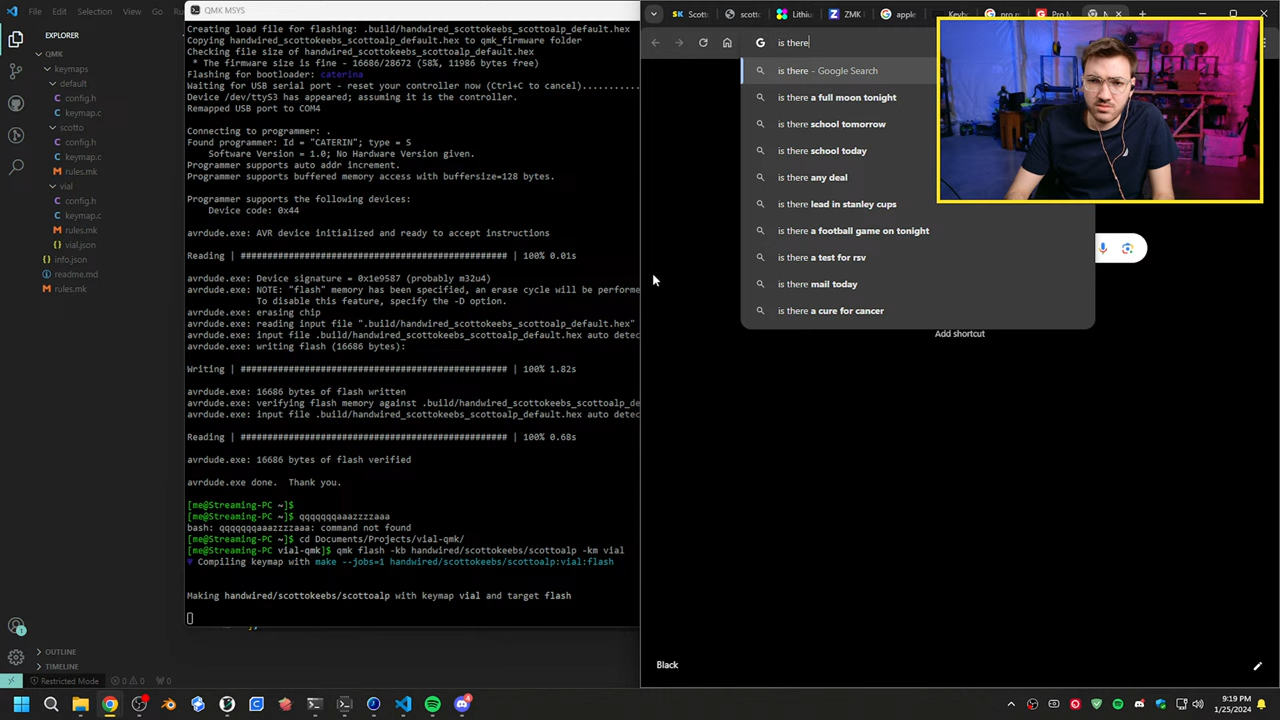 File
Edit
Selection
View
Go
Run
EXPLORER
QMK
keymaps
default
config.h
keymap.c
scotto
config.h
keymap.c
rules.mk
vial
config.h
keymap.c
rules.mk
vial.json
info.json
readme.md
rules.mk
OUTLINE
TIMELINE
Restricted Mode
0 0 0
QMK MSYS
Creating load file for flashing: .build/handwired_scottokeebs_scottoalp_default.hex
Copying handwired_scottokeebs_scottoalp_default.hex to qmk_firmware folder
Checking file size of handwired_scottokeebs_scottoalp_default.hex
* The firmware size is fine - 16686/28672 (58%, 11986 bytes free)
Flashing for bootloader: caterina
Waiting for USB serial port - reset your controller now (Ctrl+C to cancel)........
Device /dev/ttyS3 has appeared; assuming it is the controller.
Remapped USB port to COM4
Connecting to programmer: .
Found programmer: Id = "CATERIN"; type = S
Software Version = 1.0; No Hardware Version given.
Programmer supports auto addr increment.
Programmer supports buffered memory access with buffersize=128 bytes.
Programmer supports the following devices:
Device code: 0x44
avrdude.exe: AVR device initialized and ready to accept instructions
Reading | ################################################## | 100% 0.01s
avrdude.exe: Device signature = 0x1e9587 (probably m32u4)
avrdude.exe: NOTE: "flash" memory has been specified, an erase cycle will be performe
To disable this feature, specify the -D option.
avrdude.exe: erasing chip
avrdude.exe: reading input file ".build/handwired_scottokeebs_scottoalp_default.hex"
avrdude.exe: input file .build/handwired_scottokeebs_scottoalp_default.hex auto detec
avrdude.exe: writing flash (16686 bytes):
Writing | ################################################## | 100% 1.82s
avrdude.exe: 16686 bytes of flash written
avrdude.exe: verifying flash memory against .build/handwired_scottokeebs_scottoalp_de
avrdude.exe: input file .build/handwired_scottokeebs_scottoalp_default.hex auto detec
Reading | ################################################## | 100% 0.68s
avrdude.exe: 16686 bytes of flash verified
avrdude.exe done. Thank you.
[me@Streaming-PC ~]$
[me@Streaming-PC ~]$ qqqqqqqaaazzzzaaa
bash: qqqqqqqaaazzzzaaa: command not found
[me@Streaming-PC ~]$ cd Documents/Projects/vial-qmk/
[me@Streaming-PC vial-qmk]$ qmk flash -kb handwired/scottokeebs/scottoalp -km vial
Ψ Compiling keymap with make --jobs=1 handwired/scottokeebs/scottoalp:vial:flash
Making handwired/scottokeebs/scottoalp with keymap vial and target flash
SK Scott
scotto
Lithiu
ZMK
apple
Keyb
pro m
Pro M
N
is there
is there - Google Search
is there a full moon tonight
is there school tomorrow
is there school today
is there any deal
is there lead in stanley cups
is there a football game on tonight
is there a test for rsv
is there mail today
is there a cure for cancer
Add shortcut
Black
9:19 PM
1/25/2024